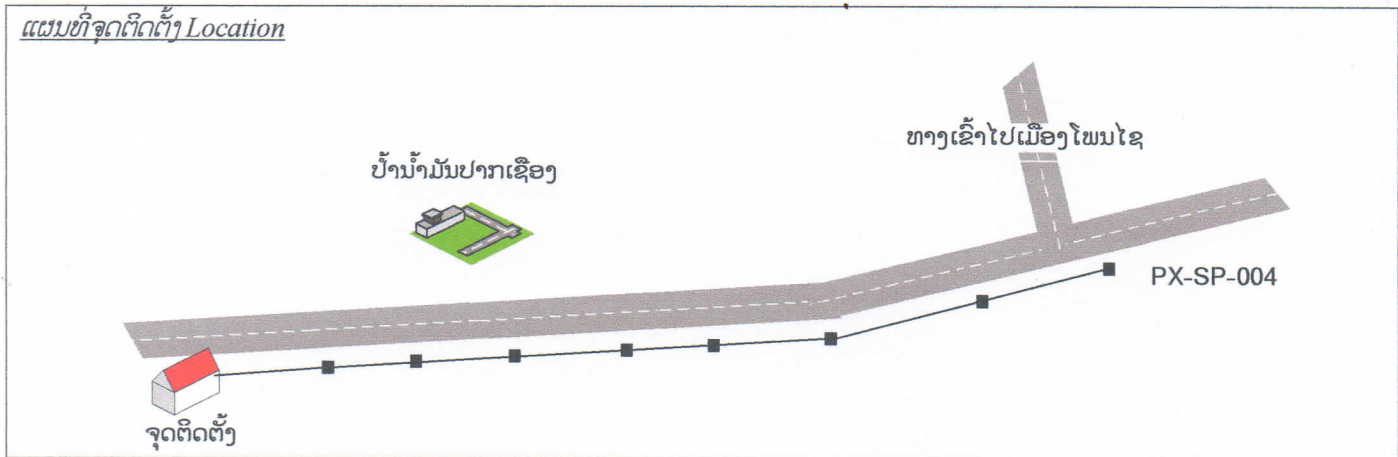 ແຜນທີ່ຈຸດຕິດຕັ້ງ Location
ທາງເຂົ້າໄປເມືອງໂພນໄຊ
ປ້ຳນ້ຳມັນປາກເຊືອງ
PX-SP-004
ຈຸດຕິດຕັ້ງ